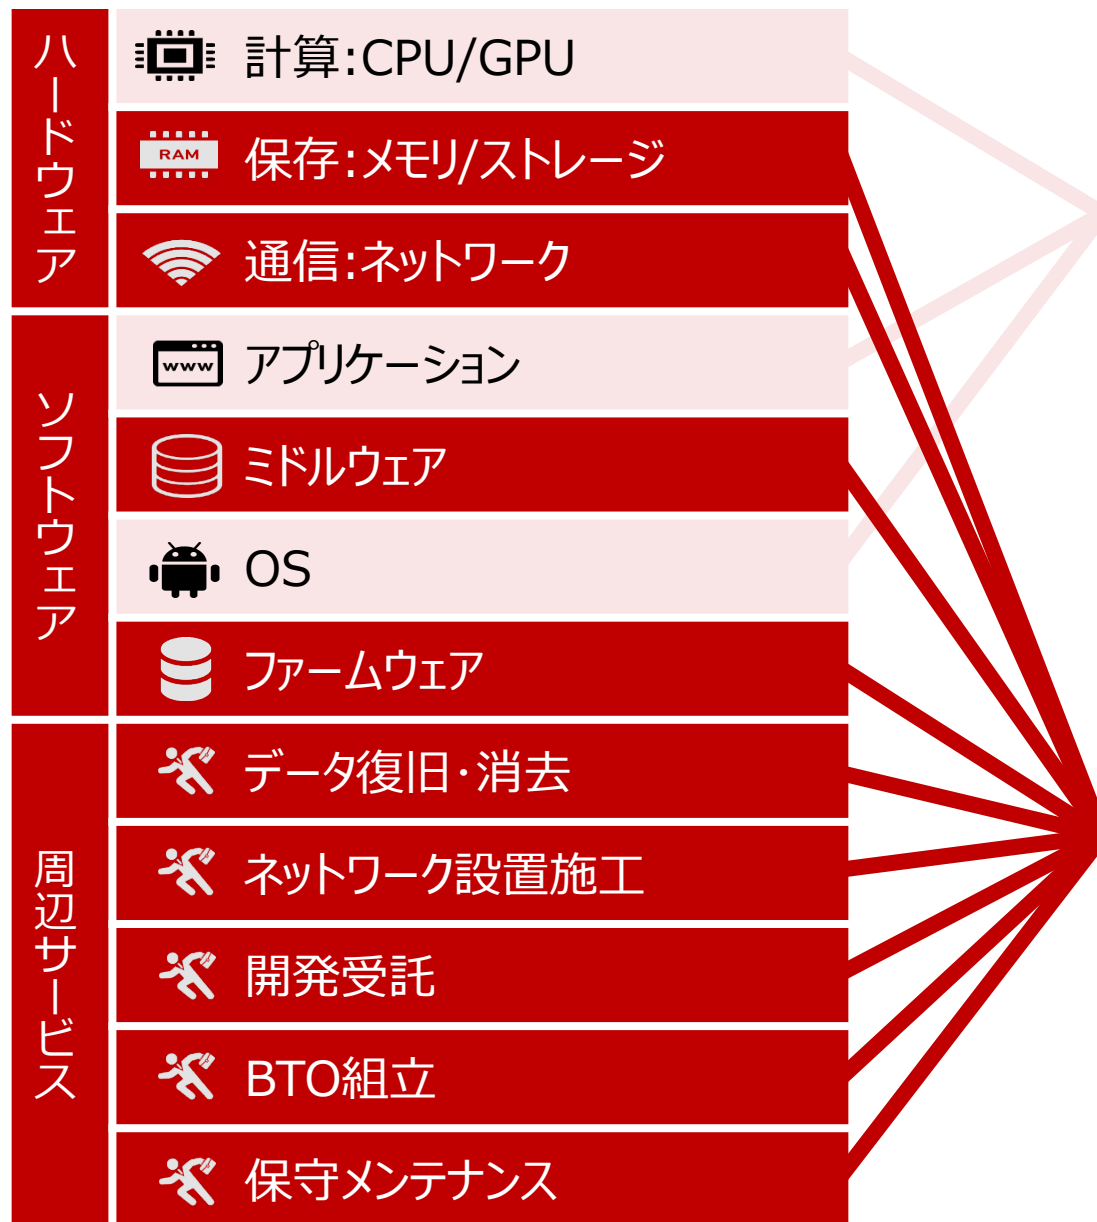 ハードウェア
計算:CPU/GPU
RAM
保存:メモリ/ストレージ
通信:ネットワーク
ソフトウェア
www
アプリケーション
ミドルウェア
OS
ファームウェア
周辺サービス
データ復旧・消去
ネットワーク設置施工
開発受託
BTO組立
保守メンテナンス